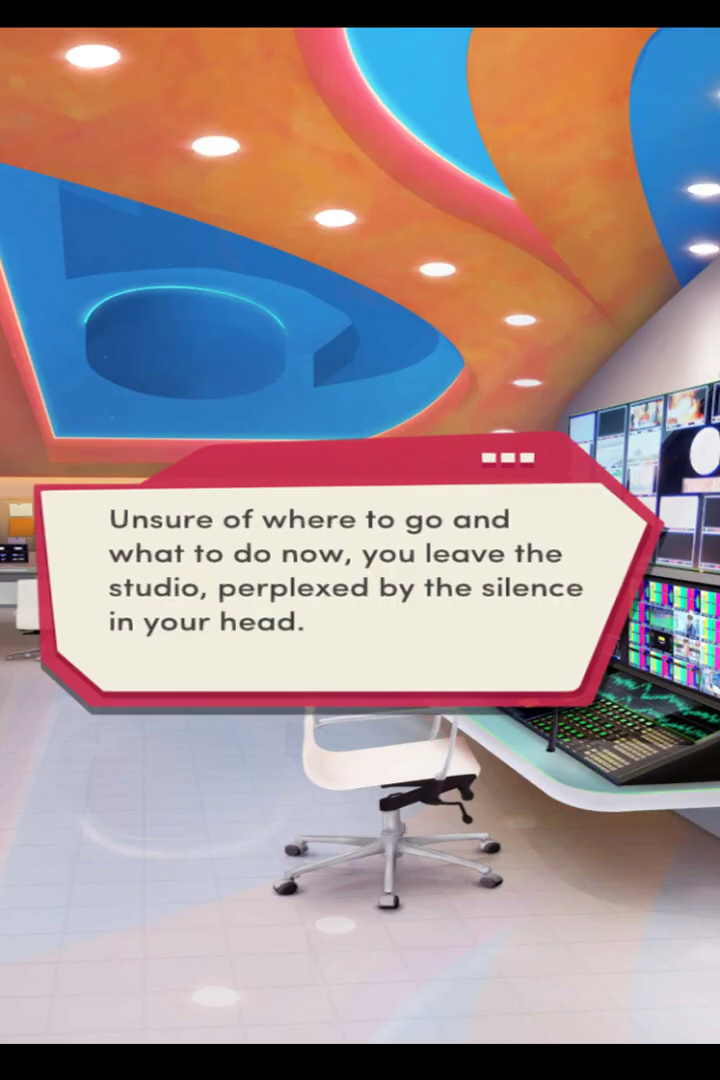 Unsure of where to go and
what to do now, you leave the
studio, perplexed by the silence
in your head.